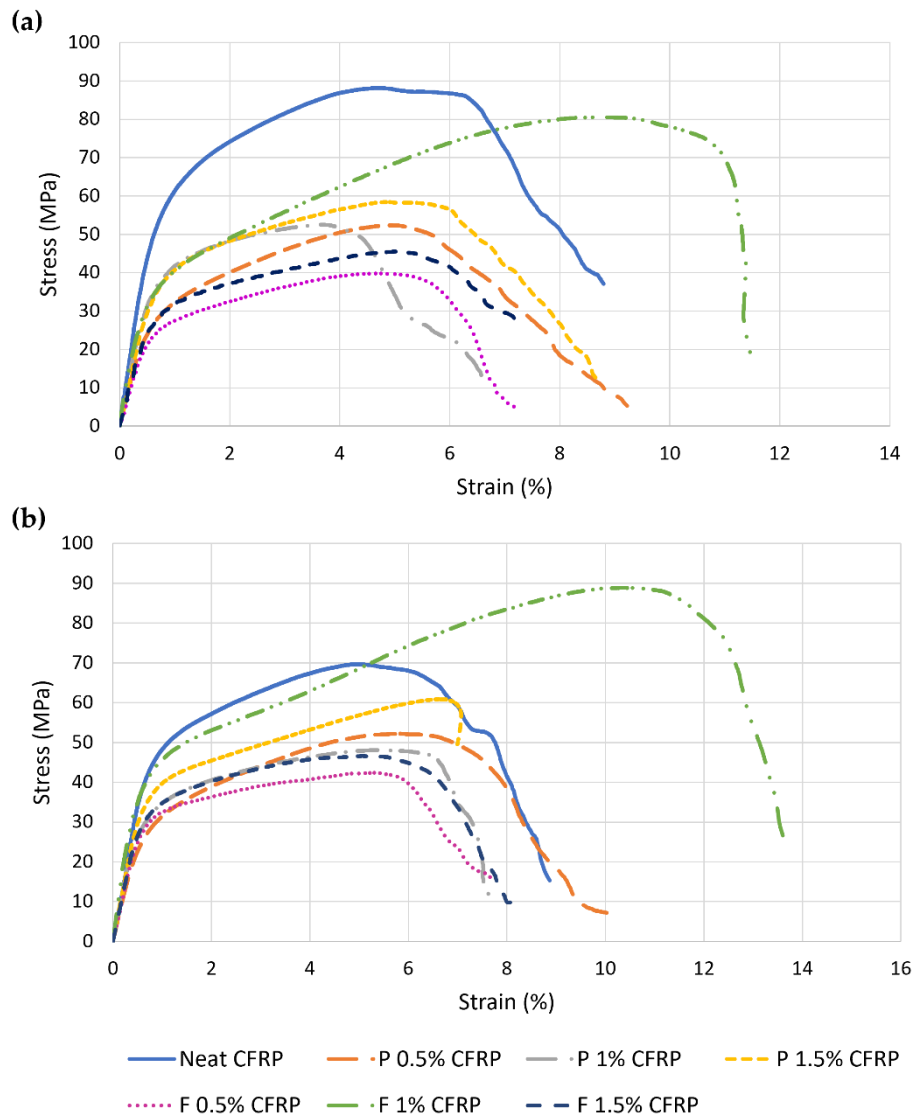 (a)
100
90
80
70
60
50
40
30
20
10
0
Stress (MPa)
0 2 4 6 8 10 12 14
Strain (%)
(b)
100
90
80
70
60
50
40
30
20
10
0
Stress (MPa)
0 2 4 6 8 10 12 14 16
Strain (%)
Neat CFRP P 0.5% CFRP P 1% CFRP P 1.5% CFRP
F 0.5% CFRP F 1% CFRP F 1.5% CFRP